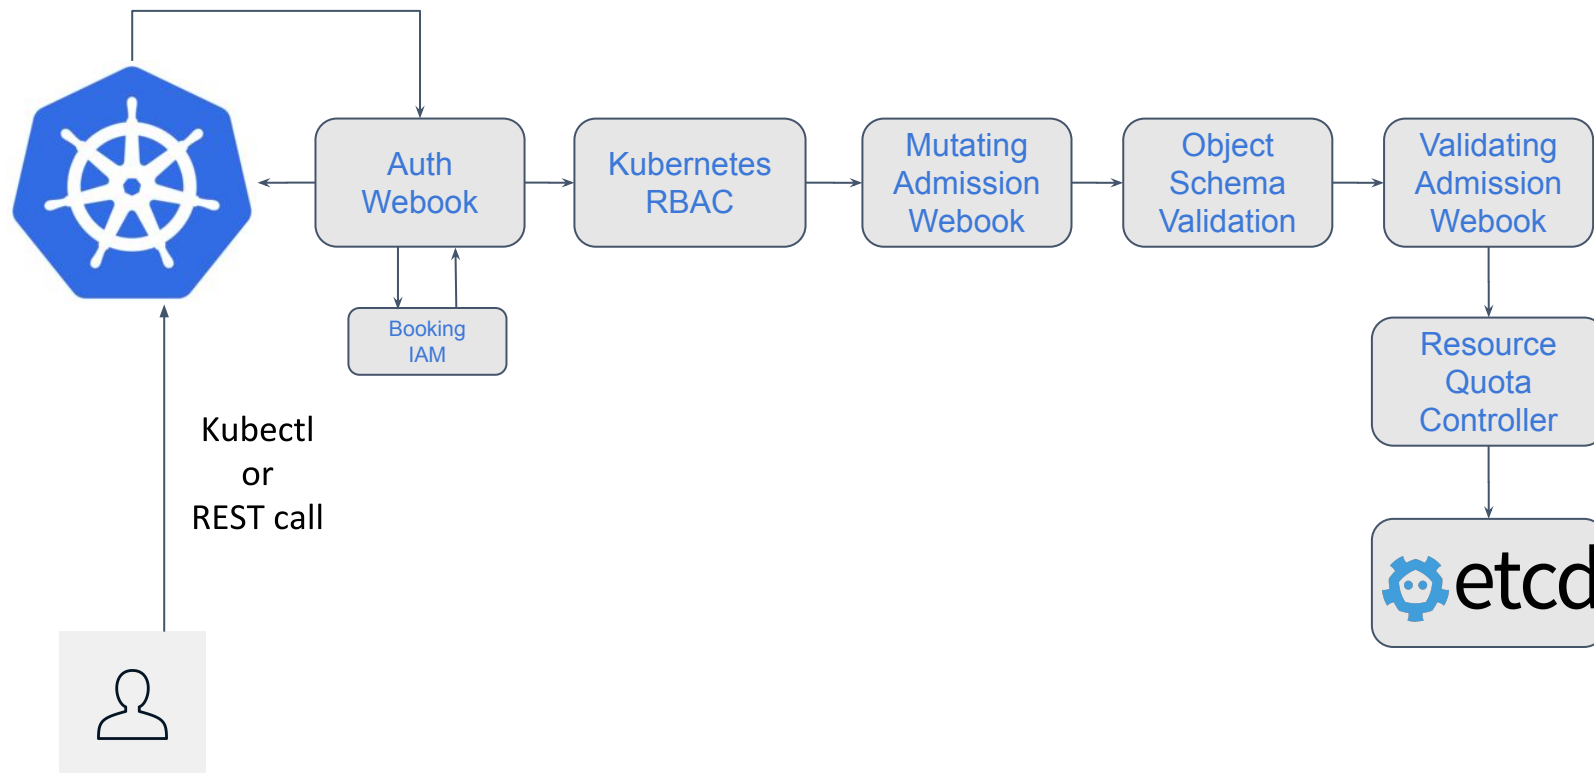 Auth
Webook
Kubernetes
RBAC
Mutating
Admission
Webook
Object
Schema
Validation
Validating
Admission
Webook
Booking
IAM
Resource
Quota
Controller
Kubectl
or
REST call
etcd